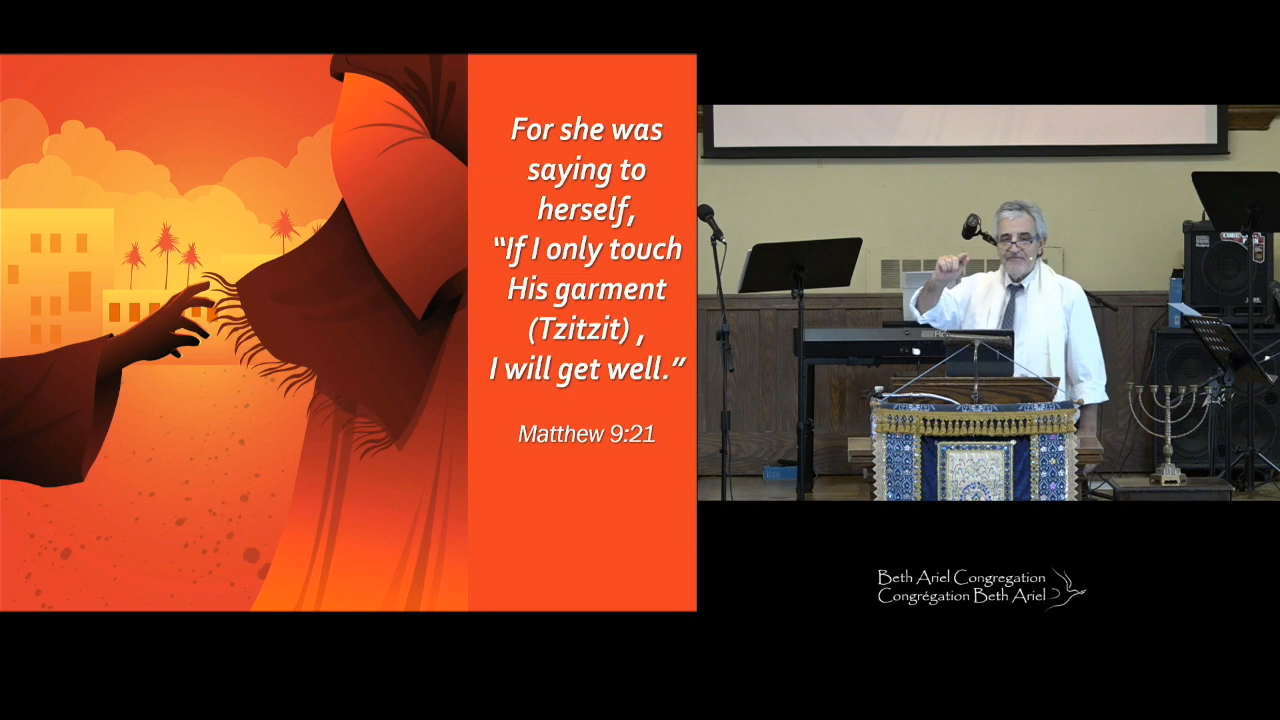 For she was
saying to
herself,
“If I only touch
His garment
(Tzitzit) ,
I will get well.”
Matthew 9:21
Beth Ariel Congregation
Congrégation Beth Ariel